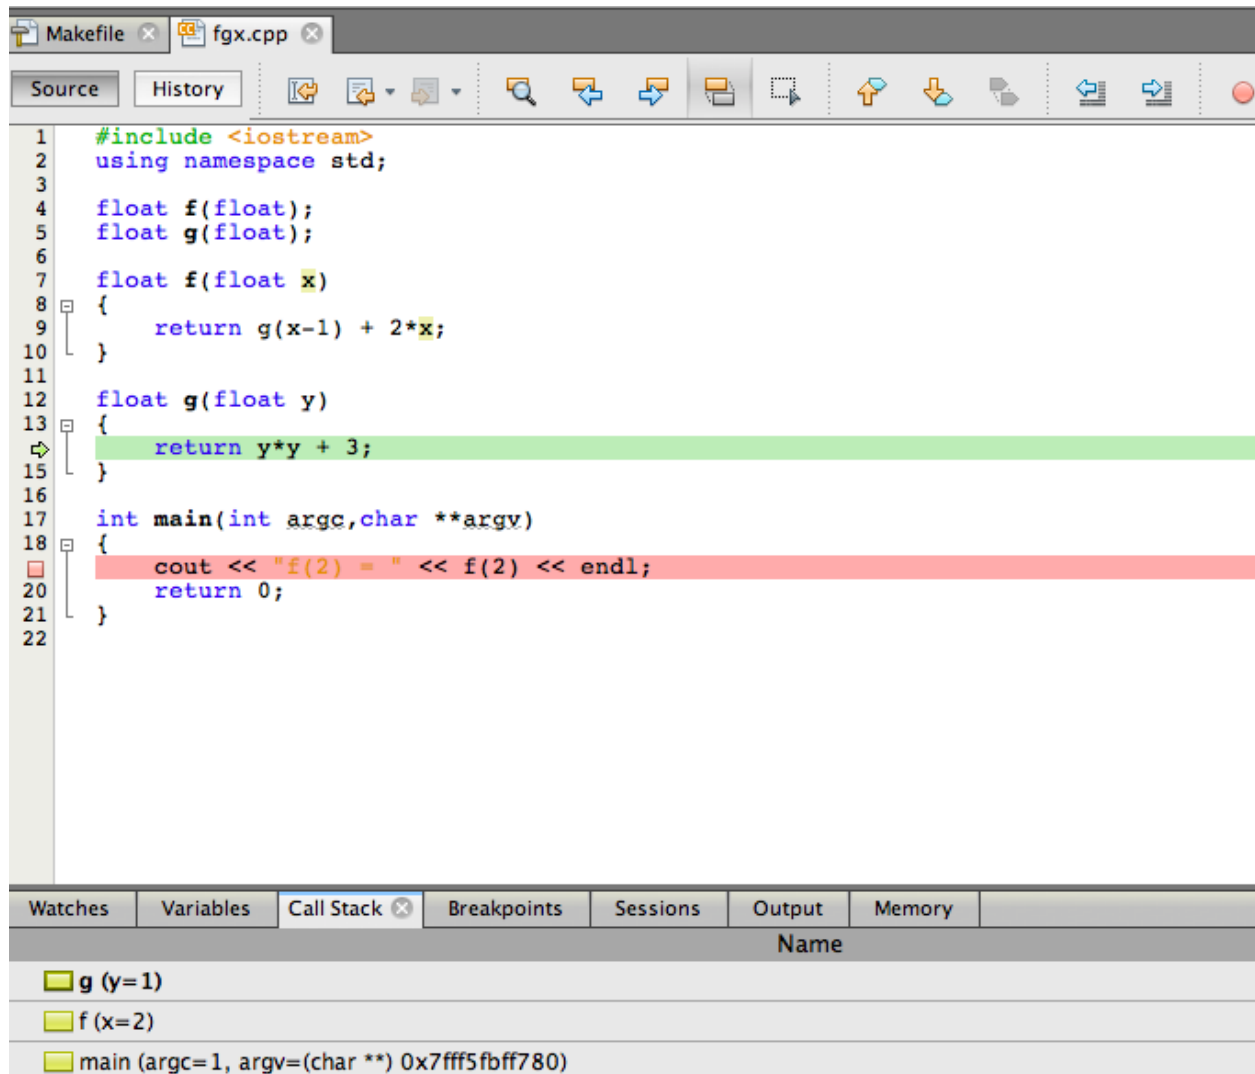 Makefile fgx.cpp
Source History
1 #include <iostream>
2 using namespace std;
3
4 float f(float);
5 float g(float);
6
7 float f(float x)
8 {
9 return g(x-1) + 2*x;
10 }
11
12 float g(float y)
13 {
return y*y + 3;
15 }
16
17 int main(int argc,char **argv)
18 {
cout << "f(2) = " << f(2) << endl;
20 return 0;
21 }
22
Watches Variables Call Stack Breakpoints Sessions Output Memory
Name
g (y=1)
f (x=2)
main (argc=1, argv=(char **) 0x7fff5fbff780)